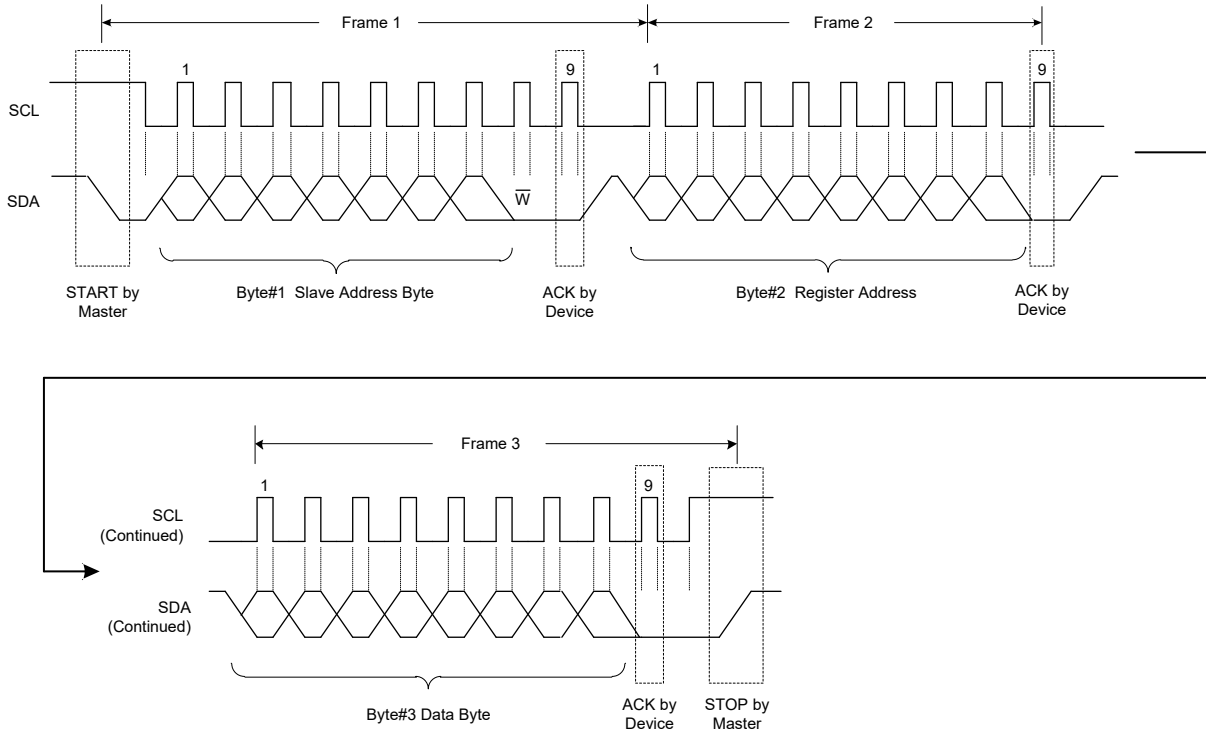 Frame 1
Frame 2
1
9
1
9
SCL
SDA
W̅
START by
Master
Byte#1 Slave Address Byte
ACK by
Device
Byte#2 Register Address
ACK by
Device
Frame 3
1
9
SCL
(Continued)
SDA
(Continued)
Byte#3 Data Byte
ACK by
Device
STOP by
Master